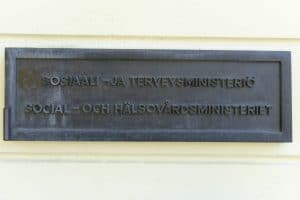 SOSIAALI-JA TERVEYSMINISTERIÖ
SOCIAL-OCH HÄLSOVÅRDSMINISTERIET